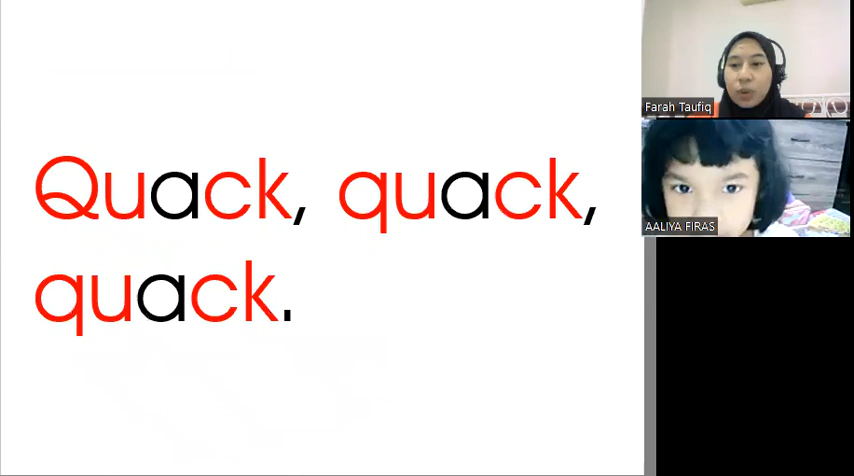 Quack, quack,
quack.
Farah Taufiq
AALIYA FIRAS